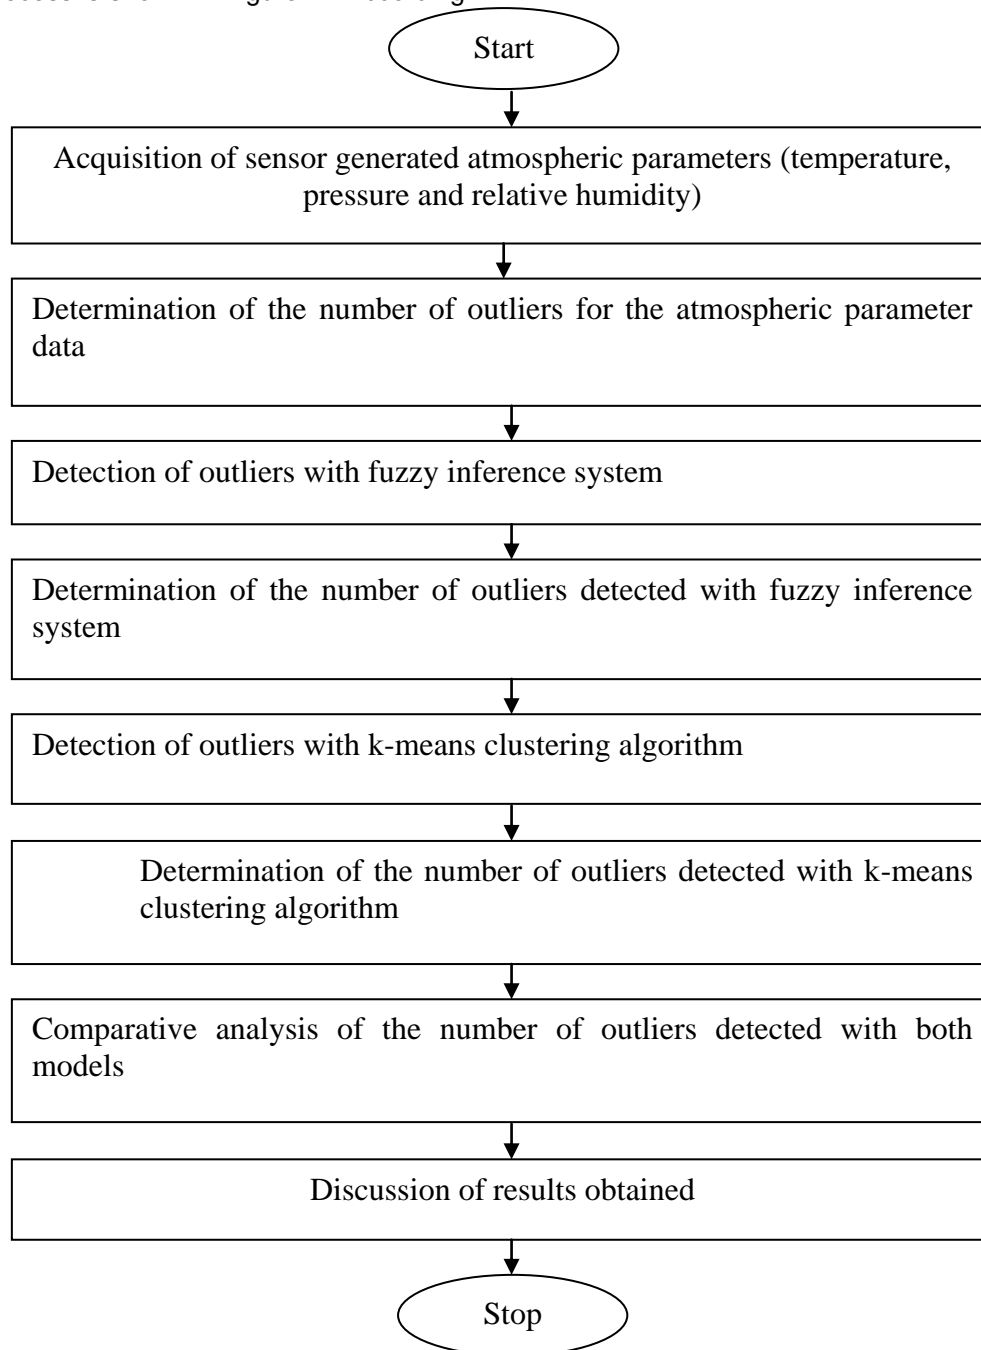 Start
Acquisition of sensor generated atmospheric parameters (temperature,
pressure and relative humidity)
Determination of the number of outliers for the atmospheric parameter
data
Detection of outliers with fuzzy inference system
Determination of the number of outliers detected with fuzzy inference
system
Detection of outliers with k-means clustering algorithm
Determination of the number of outliers detected with k-means
clustering algorithm
Comparative analysis of the number of outliers detected with both
models
Discussion of results obtained
Stop